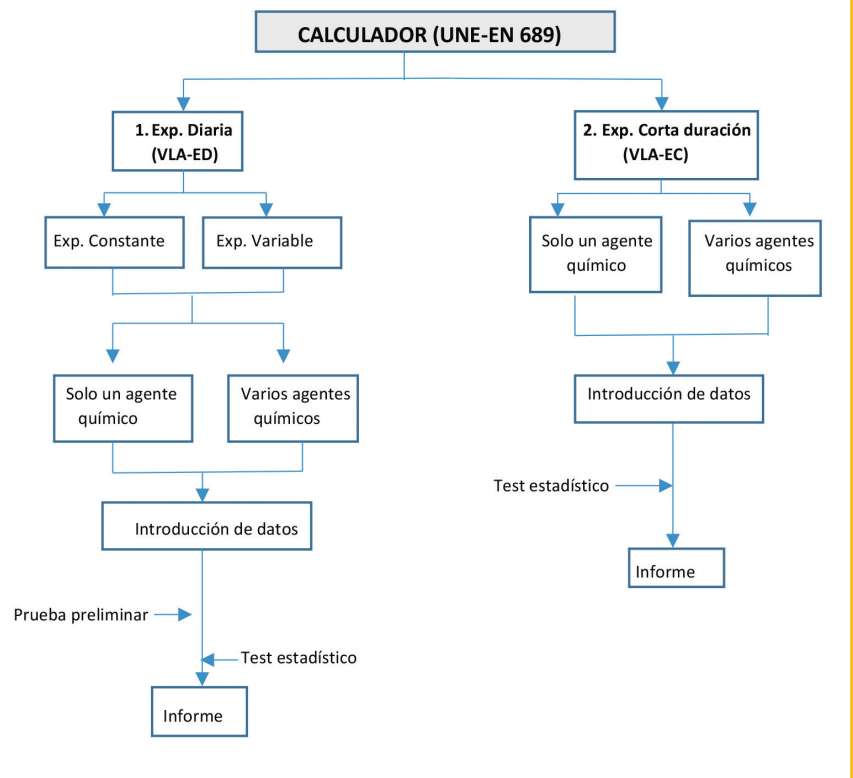 CALCULADOR (UNE-EN 689)
1. Exp. Diaria
(VLA-ED)
2. Exp. Corta duración
(VLA-EC)
Exp. Constante
Exp. Variable
Solo un agente
químico
Varios agentes
químicos
Solo un agente
químico
Varios agentes
químicos
Introducción de datos
Test estadístico
Informe
Introducción de datos
Prueba preliminar
Test estadístico
Informe